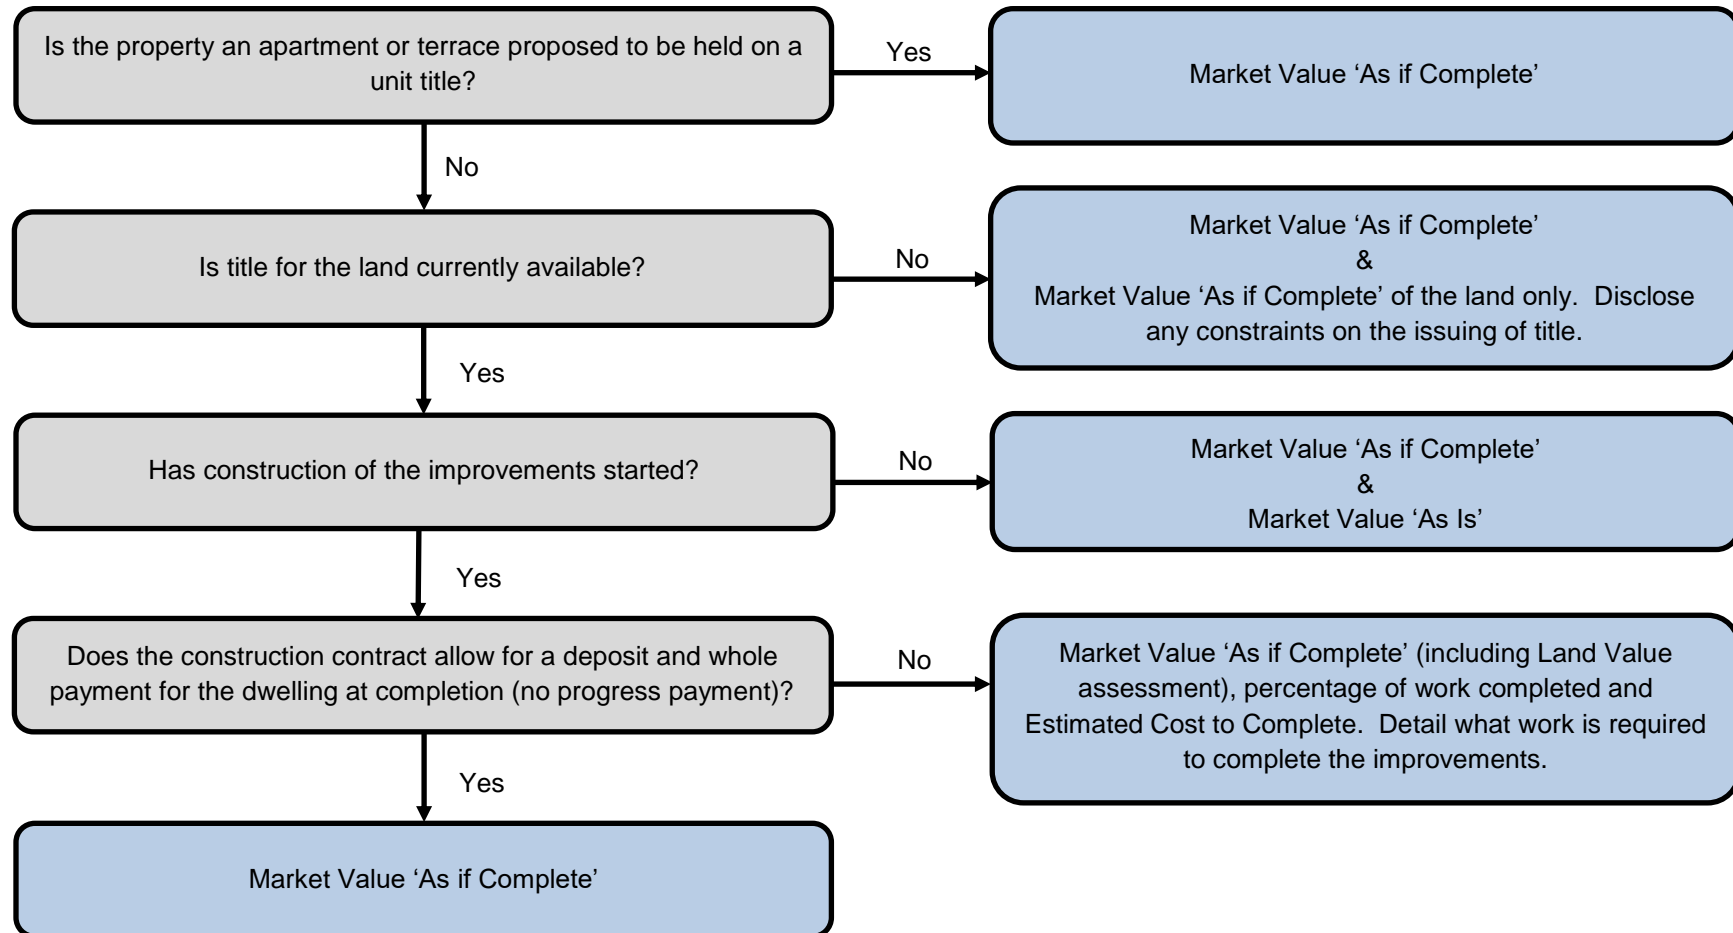 Is the property an apartment or terrace proposed to be held on a
unit title?
Yes
Market Value ‘As if Complete’
No
Is title for the land currently available?
No
Market Value ‘As if Complete’
&
Market Value ‘As if Complete’ of the land only.  Disclose
any constraints on the issuing of title.
Yes
Has construction of the improvements started?
No
Market Value ‘As if Complete’
&
Market Value ‘As Is’
Yes
Does the construction contract allow for a deposit and whole
payment for the dwelling at completion (no progress payment)?
No
Market Value ‘As if Complete’ (including Land Value
assessment), percentage of work completed and
Estimated Cost to Complete.  Detail what work is required
to complete the improvements.
Yes
Market Value ‘As if Complete’